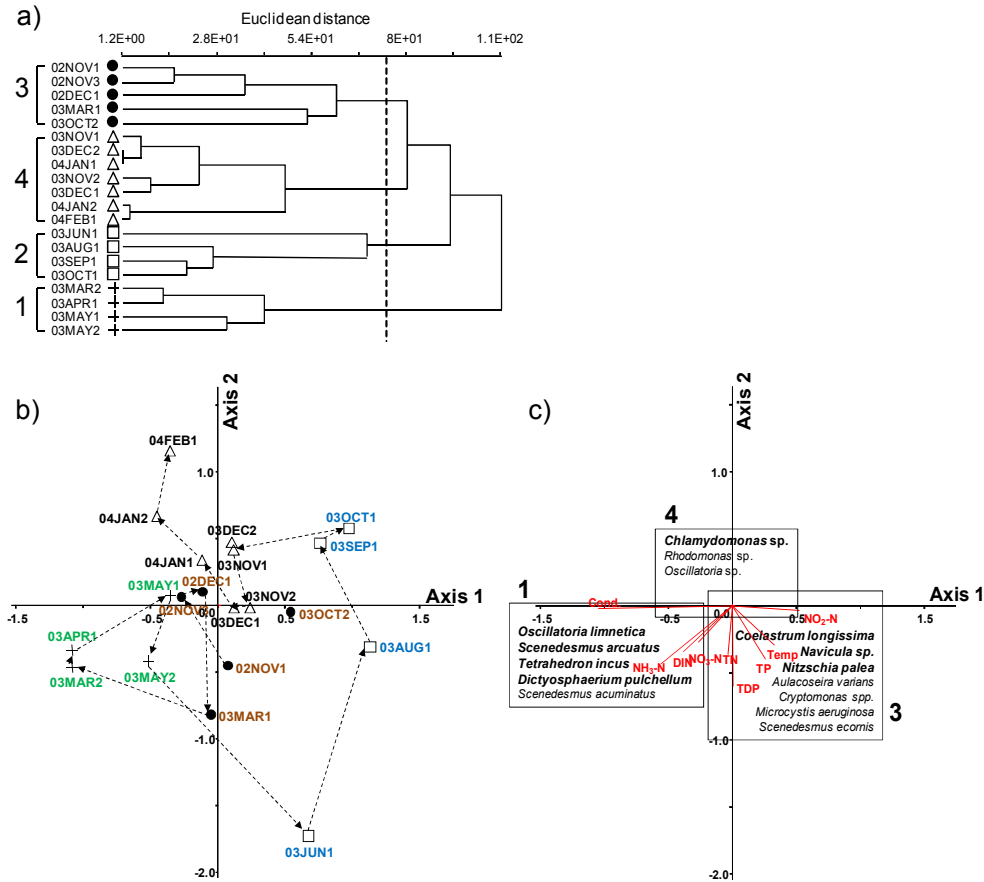 a)
Euclidean distance
1.2E+00 2.8E+01 5.4E+01 8E+01 1.1E+02
3
02NOV1
02NOV3
02DEC1
03MAR1
03OCT2
4
03NOV1
03DEC2
04JAN1
03NOV2
03DEC1
04JAN2
04FEB1
2
03JUN1
03AUG1
03SEP1
03OCT1
1
03MAR2
03APR1
03MAY1
03MAY2
b)
Axis 2
04FEB1
1.0
04JAN2
03DEC2
03OCT1
03SEP1
04JAN1
03NOV1
03MAY1
02DEC1
03NOV2
Axis 1
-1.5 -0.5 0.0 0.5 1.5
03DEC1
03OCT2
03APR1
03AUG1
03MAR2
03MAY2
02NOV1
03MAR1
-1.0
03JUN1
-2.0
c)
Axis 2
1.0
4
Chlamydomonas sp.
Rhodomonas sp.
Oscillatoria sp.
1
Cond
Axis 1
-1.5 -0.5 0.0 0.5 1.5
NO2-N
Oscillatoria limnetica
Scenedesmus arcuatus
Tetrahedron incus
Dictyosphaerium pulchellum
Scenedesmus acuminatus
NH3-N
DIN
NO3-N
TN
Temp
TP
TDP
Coelastrum longissima
Navicula sp.
Nitzschia palea
Aulacoseira varians
Cryptomonas spp.
Microcystis aeruginosa
Scenedesmus ecornis
3
-1.0
-2.0